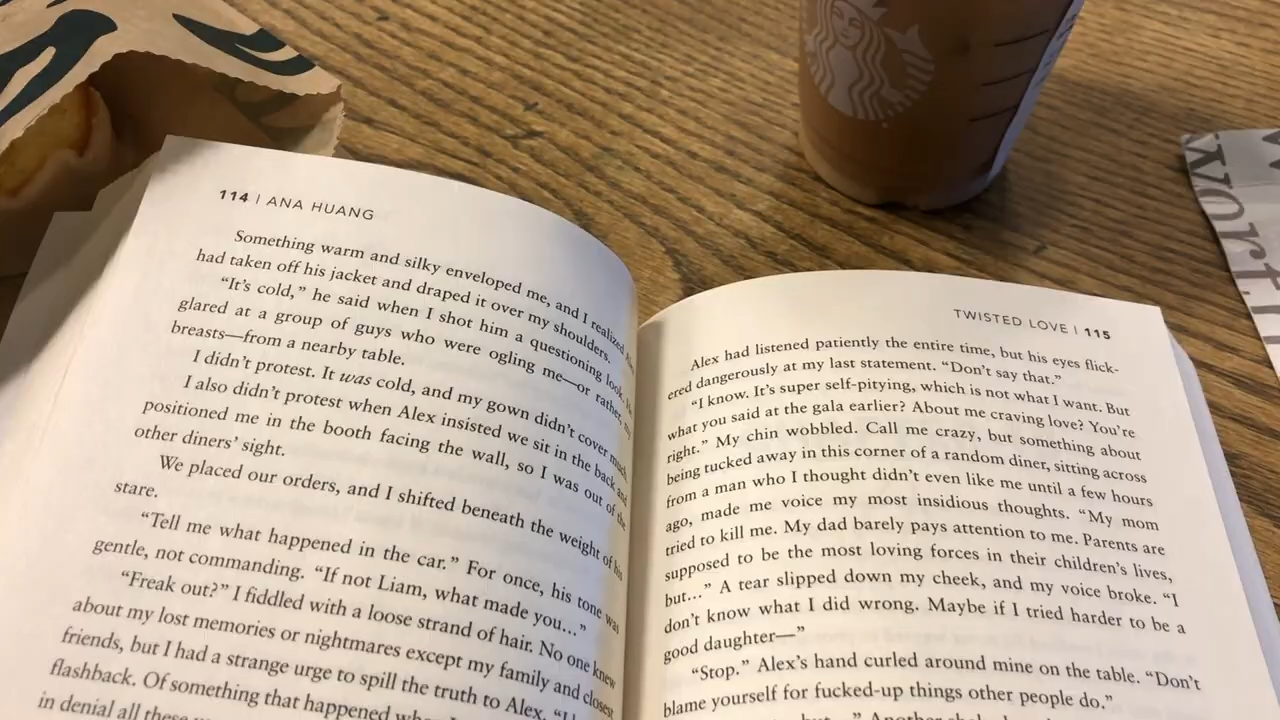 114 | ANA HUANG
Something warm and silky enveloped me, and I realized Alex
had taken off his jacket and draped it over my shoulders.
“It’s cold,” he said when I shot him a questioning look. He
glared at a group of guys who were ogling me—or rather, my
breasts—from a nearby table.
I didn’t protest. It was cold, and my gown didn’t cover much.
I also didn’t protest when Alex insisted we sit in the back and
positioned me in the booth facing the wall, so I was out of the
other diners’ sight.
We placed our orders, and I shifted beneath the weight of his
stare.
“Tell me what happened in the car.” For once, his tone was
gentle, not commanding. “If not Liam, what made you…”
“Freak out?” I fiddled with a loose strand of hair. No one knew
about my lost memories or nightmares except my family and closest
friends, but I had a strange urge to spill the truth to Alex. “I
flashback. Of something that happened when I
in denial all these
TWISTED LOVE | 115
Alex had listened patiently the entire time, but his eyes flick-
ered dangerously at my last statement. “Don’t say that.”
“I know. It’s super self-pitying, which is not what I want. But
what you said at the gala earlier? About me craving love? You’re
right.” My chin wobbled. Call me crazy, but something about
being tucked away in this corner of a random diner, sitting across
from a man who I thought didn’t even like me until a few hours
ago, made me voice my most insidious thoughts. “My mom
tried to kill me. My dad barely pays attention to me. Parents are
supposed to be the most loving forces in their children’s lives,
but…” A tear slipped down my cheek, and my voice broke. “I
don’t know what I did wrong. Maybe if I tried harder to be a
good daughter—”
“Stop.” Alex’s hand curled around mine on the table. “Don’t
blame yourself for fucked-up things other people do.”
but…” Another